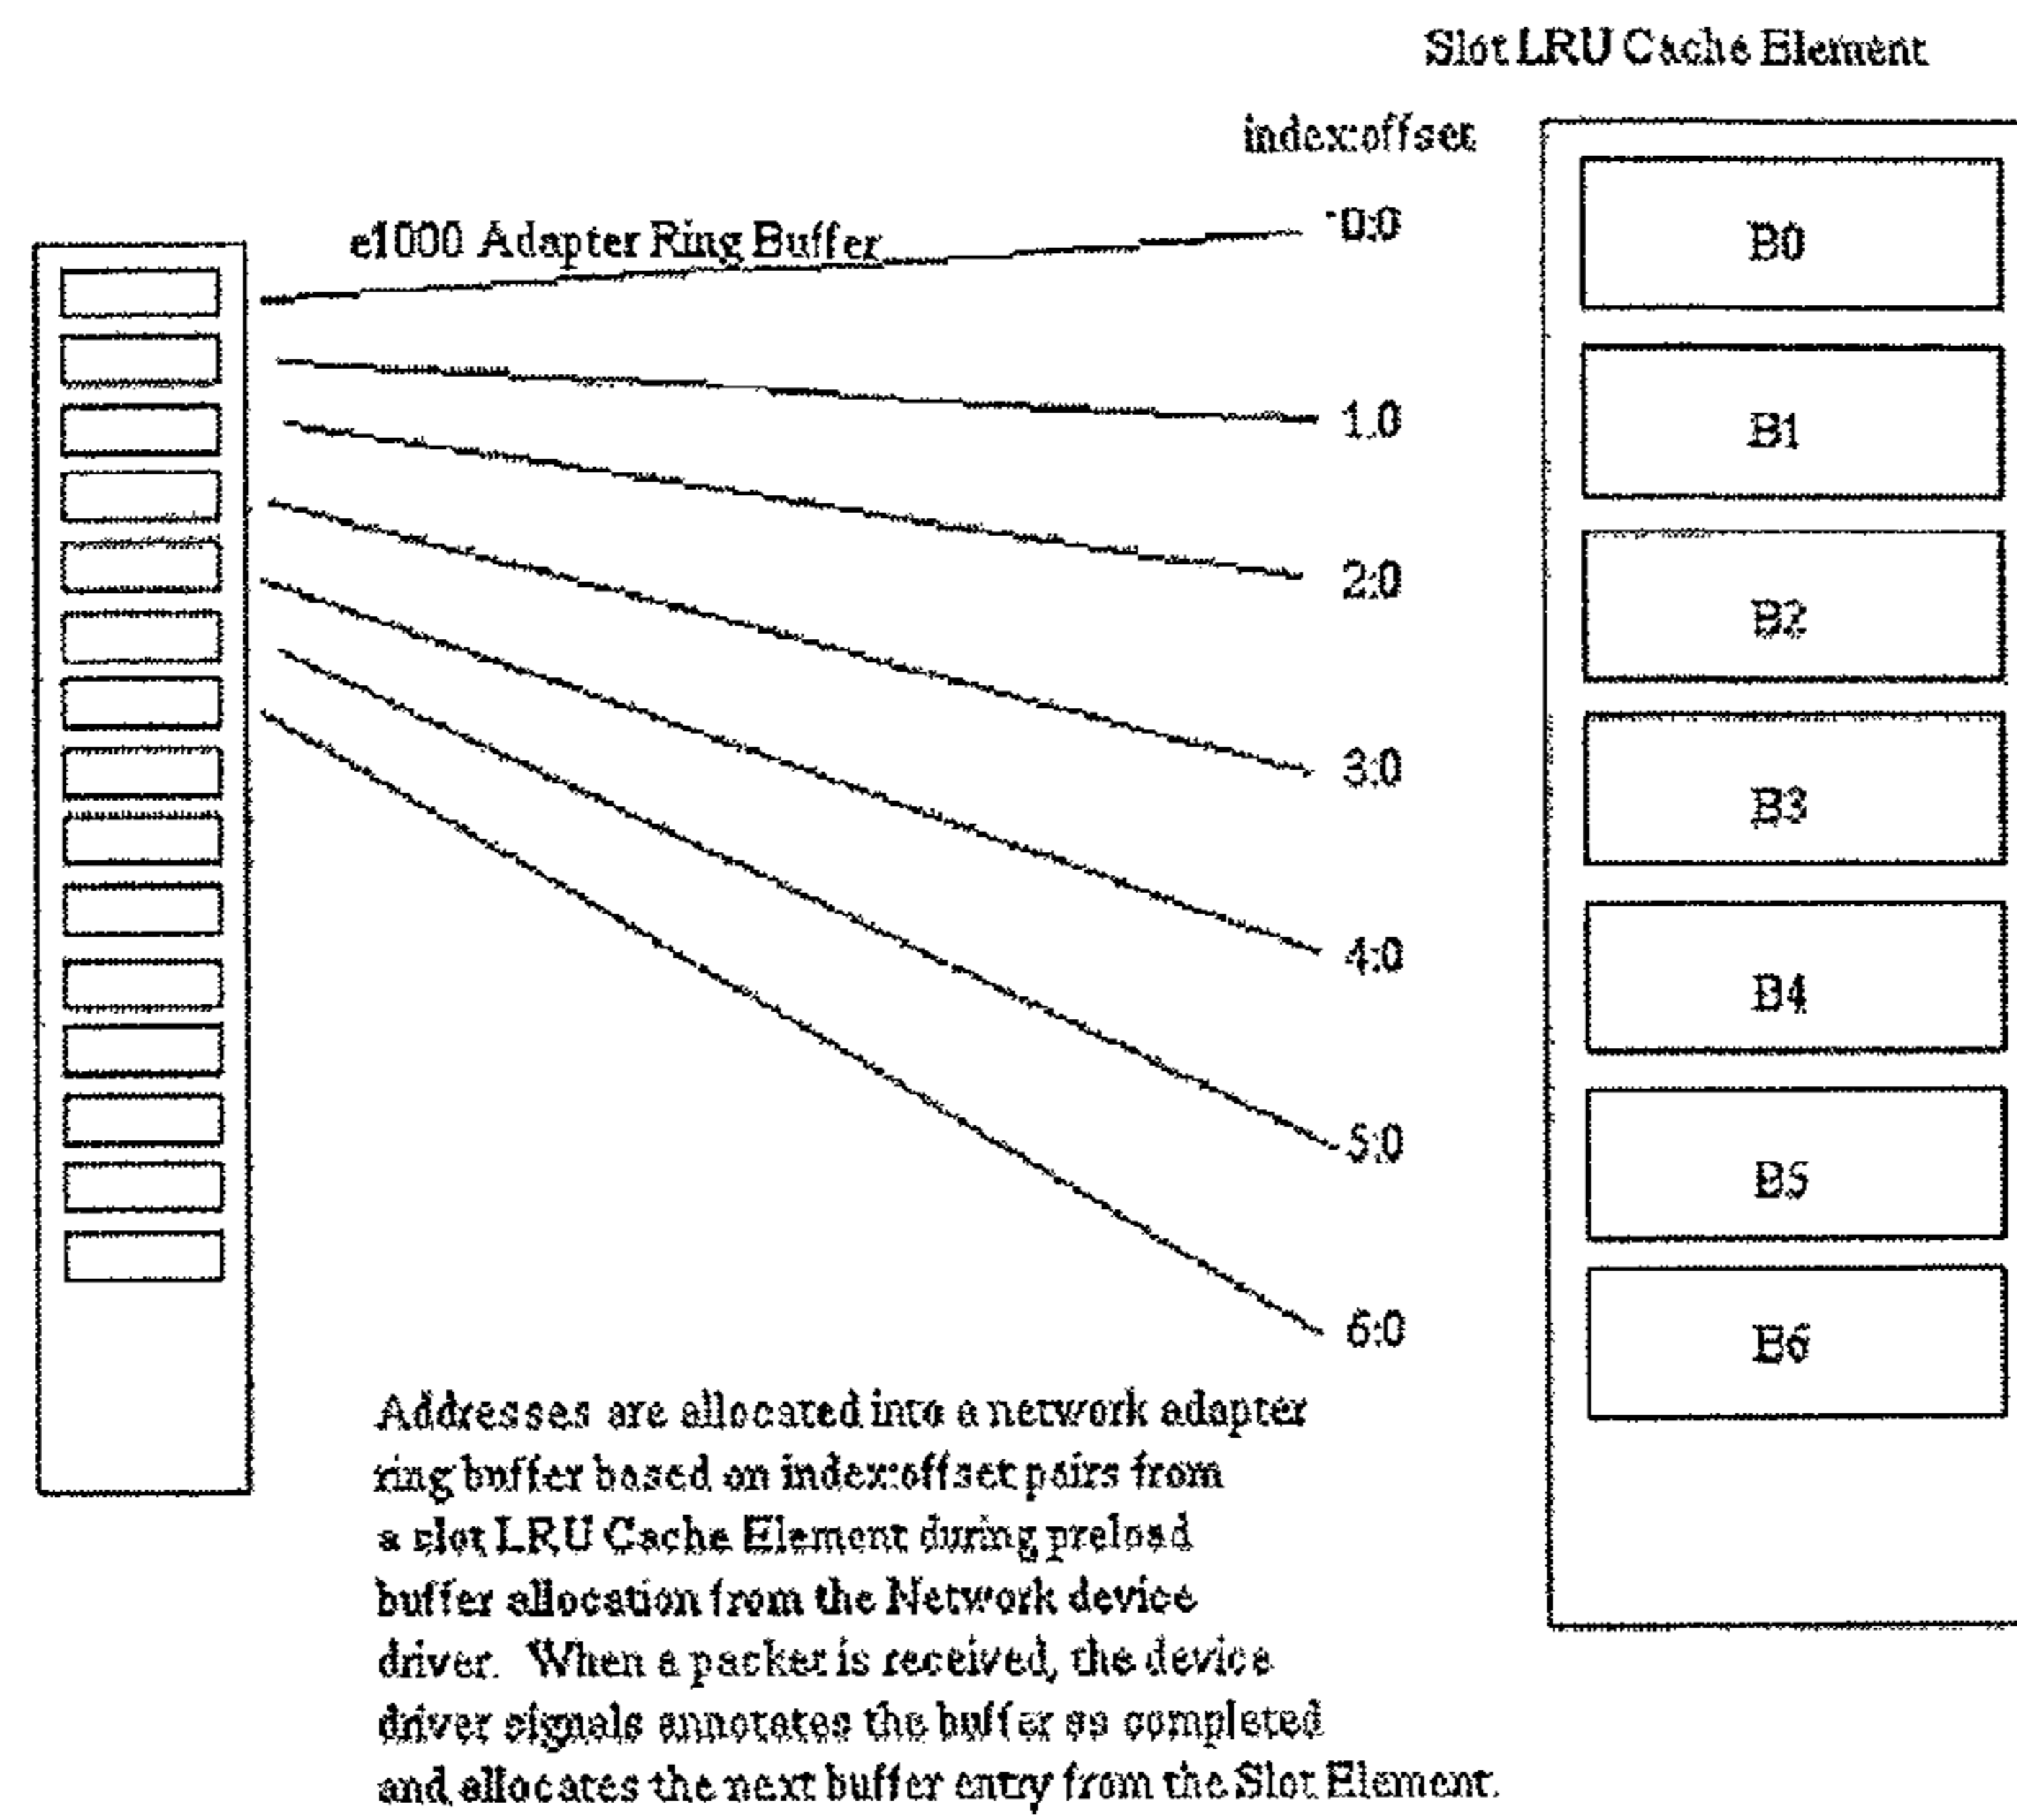 Slot LRU Cache Element
index:offset
e1000 Adapter Ring Buffer
0:0
B0
1:0
B1
2:0
B2
3:0
B3
4:0
B4
5:0
B5
6:0
B6
Addresses are allocated into a network adapter
ring buffer based on index:offset pairs from
a slot LRU Cache Element during preload
buffer allocation from the Network device
driver. When a packet is received, the device
driver signals annotates the buffer as completed
and allocates the next buffer entry from the Slot Element.